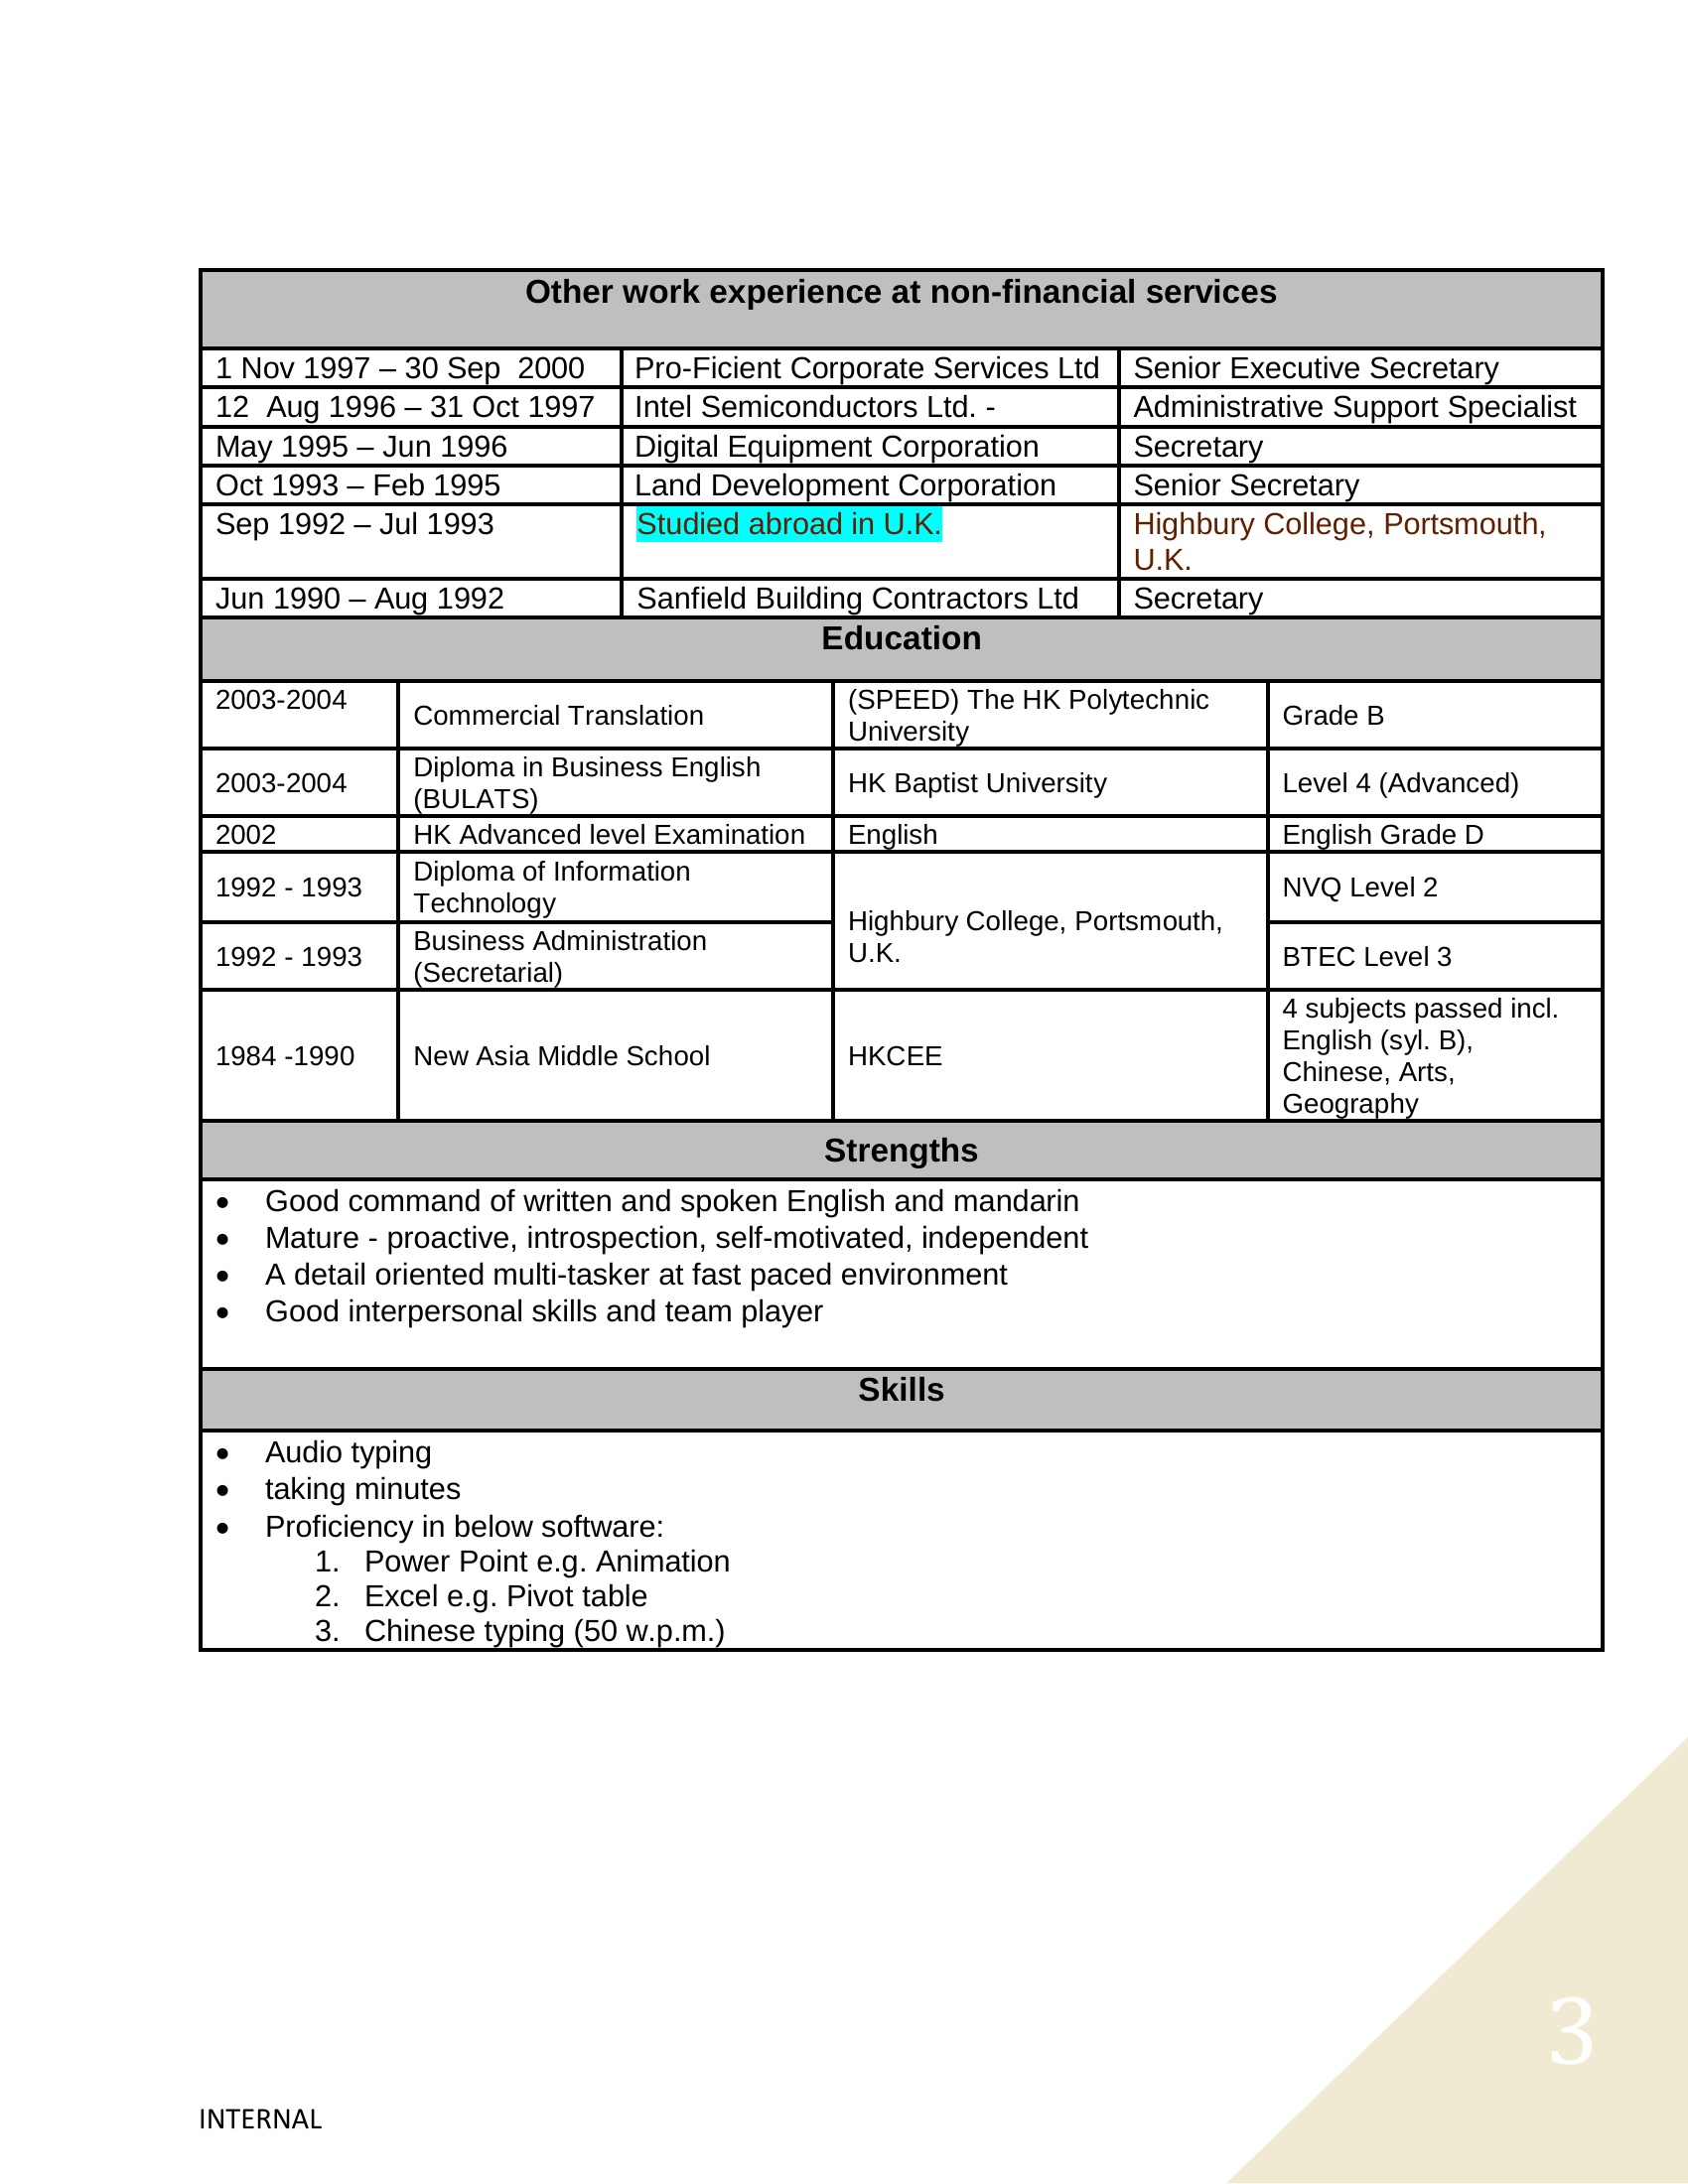 Other work experience at non-financial services
1 Nov 1997 – 30 Sep  2000 Pro-Ficient Corporate Services Ltd Senior Executive Secretary
12  Aug 1996 – 31 Oct 1997 Intel Semiconductors Ltd. - Administrative Support Specialist
May 1995 – Jun 1996 Digital Equipment Corporation Secretary
Oct 1993 – Feb 1995 Land Development Corporation Senior Secretary
Sep 1992 – Jul 1993 Studied abroad in U.K. Highbury College, Portsmouth,
U.K.
Jun 1990 – Aug 1992 Sanfield Building Contractors Ltd Secretary
Education
2003-2004 Commercial Translation (SPEED) The HK Polytechnic
University Grade B
2003-2004 Diploma in Business English
(BULATS) HK Baptist University Level 4 (Advanced)
2002 HK Advanced level Examination English English Grade D
1992 - 1993 Diploma of Information
Technology Highbury College, Portsmouth,
U.K. NVQ Level 2
1992 - 1993 Business Administration
(Secretarial) BTEC Level 3
1984 -1990 New Asia Middle School HKCEE 4 subjects passed incl.
English (syl. B),
Chinese, Arts,
Geography
Strengths
• Good command of written and spoken English and mandarin
• Mature - proactive, introspection, self-motivated, independent
• A detail oriented multi-tasker at fast paced environment
• Good interpersonal skills and team player
Skills
• Audio typing
• taking minutes
• Proficiency in below software:
1. Power Point e.g. Animation
2. Excel e.g. Pivot table
3. Chinese typing (50 w.p.m.)
3
INTERNAL